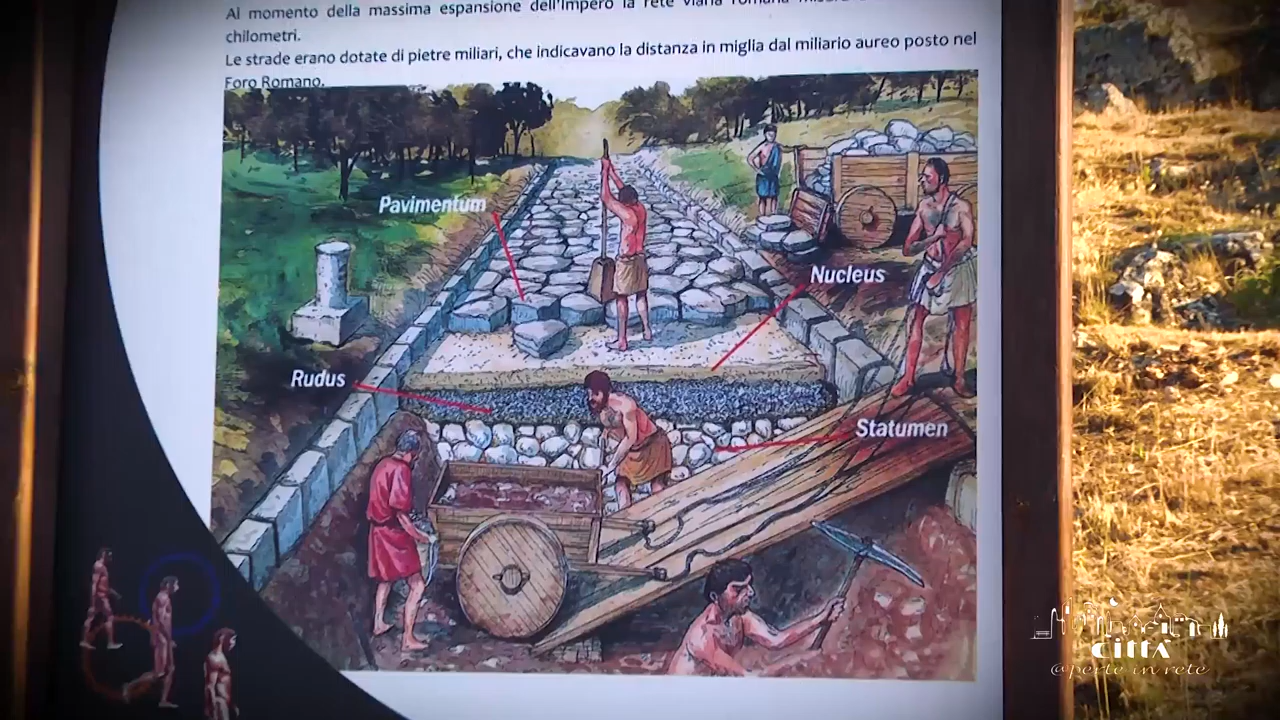 Al momento della massima espansione dell'Impero la rete viaria romana
chilometri.
Le strade erano dotate di pietre miliari, che indicavano la distanza in miglia dal miliario aureo posto nel
Foro Romano.
Pavimentum
Nucleus
Rudus
Statumen
CITTÀ
@perte in rete